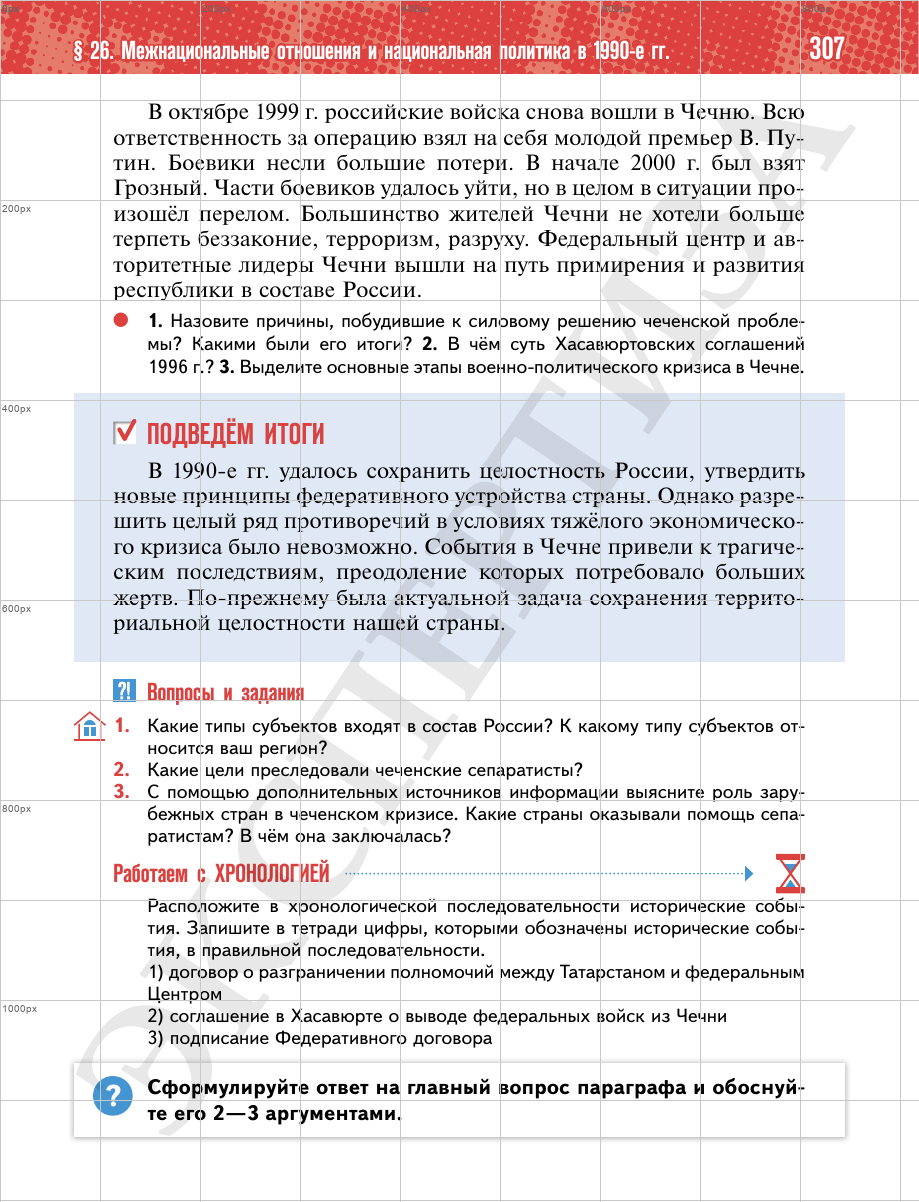 § 26. Межнациональные отношения и национальная политика в 1990-е гг. 307
В октябре 1999 г. российские войска снова вошли в Чечню. Всю
ответственность за операцию взял на себя молодой премьер В. Пу-
тин. Боевики несли большие потери. В начале 2000 г. был взят
Грозный. Части боевиков удалось уйти, но в целом в ситуации про-
изошёл перелом. Большинство жителей Чечни не хотели больше
терпеть беззаконие, терроризм, разруху. Федеральный центр и ав-
торитетные лидеры Чечни вышли на путь примирения и развития
республики в составе России.
1. Назовите причины, побудившие к силовому решению чеченской пробле-
мы? Какими были его итоги? 2. В чём суть Хасавюртовских соглашений
1996 г.? 3. Выделите основные этапы военно-политического кризиса в Чечне.
ПОДВЕДЁМ ИТОГИ
В 1990-е гг. удалось сохранить целостность России, утвердить
новые принципы федеративного устройства страны. Однако разре-
шить целый ряд противоречий в условиях тяжёлого экономическо-
го кризиса было невозможно. События в Чечне привели к трагиче-
ским последствиям, преодоление которых потребовало больших
жертв. По-прежнему была актуальной задача сохранения террито-
риальной целостности нашей страны.
?! Вопросы и задания
1. Какие типы субъектов входят в состав России? К какому типу субъектов от-
носится ваш регион?
2. Какие цели преследовали чеченские сепаратисты?
3. С помощью дополнительных источников информации выясните роль зару-
бежных стран в чеченском кризисе. Какие страны оказывали помощь сепа-
ратистам? В чём она заключалась?
Работаем с ХРОНОЛОГИЕЙ
Расположите в хронологической последовательности исторические собы-
тия. Запишите в тетради цифры, которыми обозначены исторические собы-
тия, в правильной последовательности.
1) договор о разграничении полномочий между Татарстаном и федеральным
Центром
2) соглашение в Хасавюрте о выводе федеральных войск из Чечни
3) подписание Федеративного договора
? Сформулируйте ответ на главный вопрос параграфа и обоснуй-
те его 2—3 аргументами.
ЭКСПЕРТИЗА
200px
400px
600px
800px
1000px